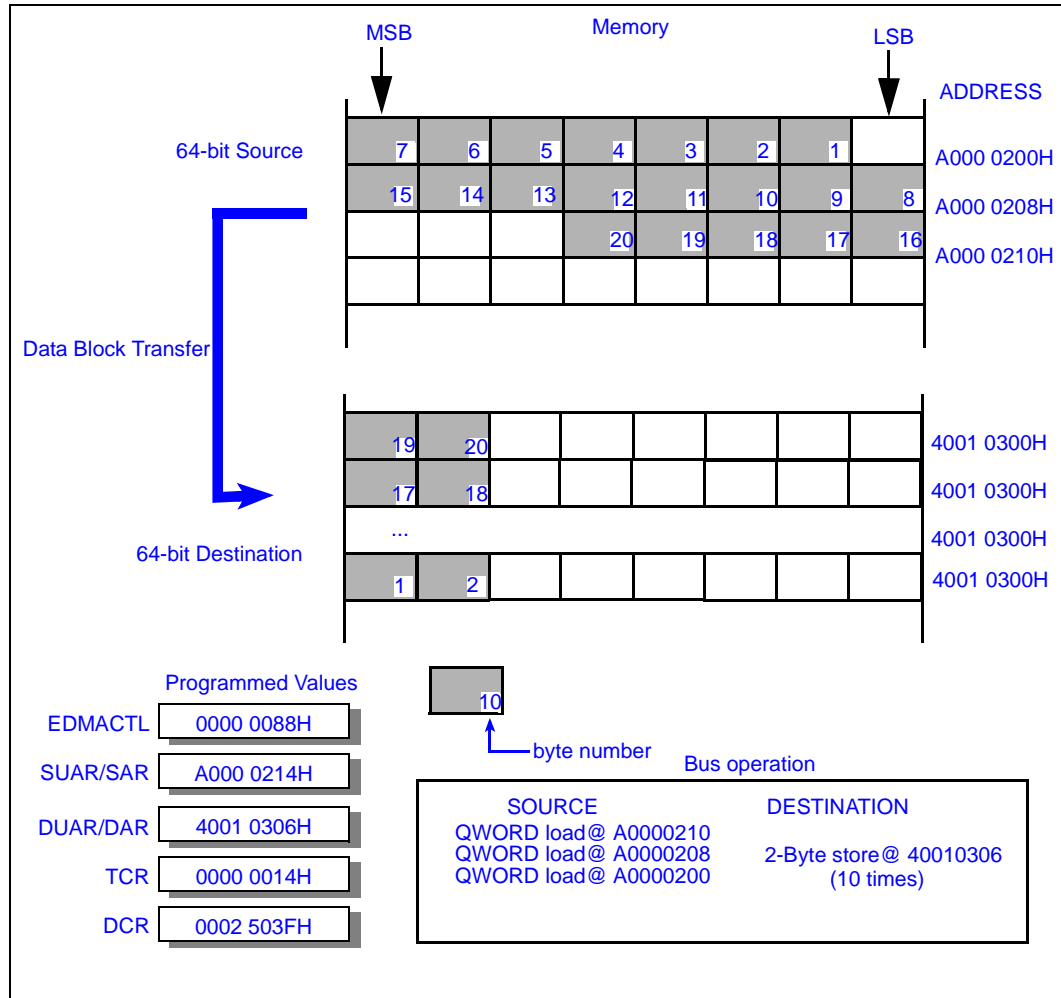 MSB Memory LSB
ADDRESS
64-bit Source 7 6 5 4 3 2 1 A000 0200H
15 14 13 12 11 10 9 8 A000 0208H
20 19 18 17 16 A000 0210H
Data Block Transfer
19 20 4001 0300H
17 18 4001 0300H
... 4001 0300H
64-bit Destination
1 2 4001 0300H
Programmed Values
10
byte number
EDMACTL 0000 0088H
SUAR/SAR A000 0214H
DUAR/DAR 4001 0306H
TCR 0000 0014H
DCR 0002 503FH
Bus operation
SOURCE DESTINATION
QWORD load@ A0000210
QWORD load@ A0000208 2-Byte store@ 40010306
QWORD load@ A0000200 (10 times)